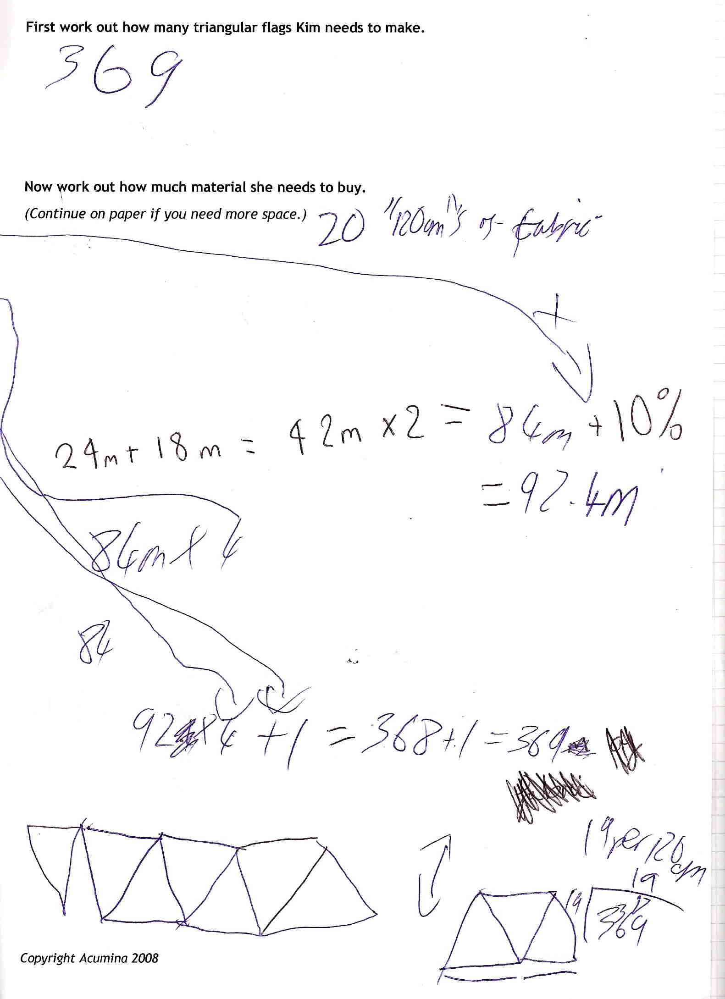 First work out how many triangular flags Kim needs to make.
369
Now work out how much material she needs to buy.
(Continue on paper if you need more space.)
20 "120cm"s of fabric
+
24m + 18m = 42m x 2 = 84m + 10%
= 92.4m
84m x 4
84
92 x 4 + 1 = 368 + 1 = 369
19 per 120cm
19
19 369
Copyright Acumina 2008